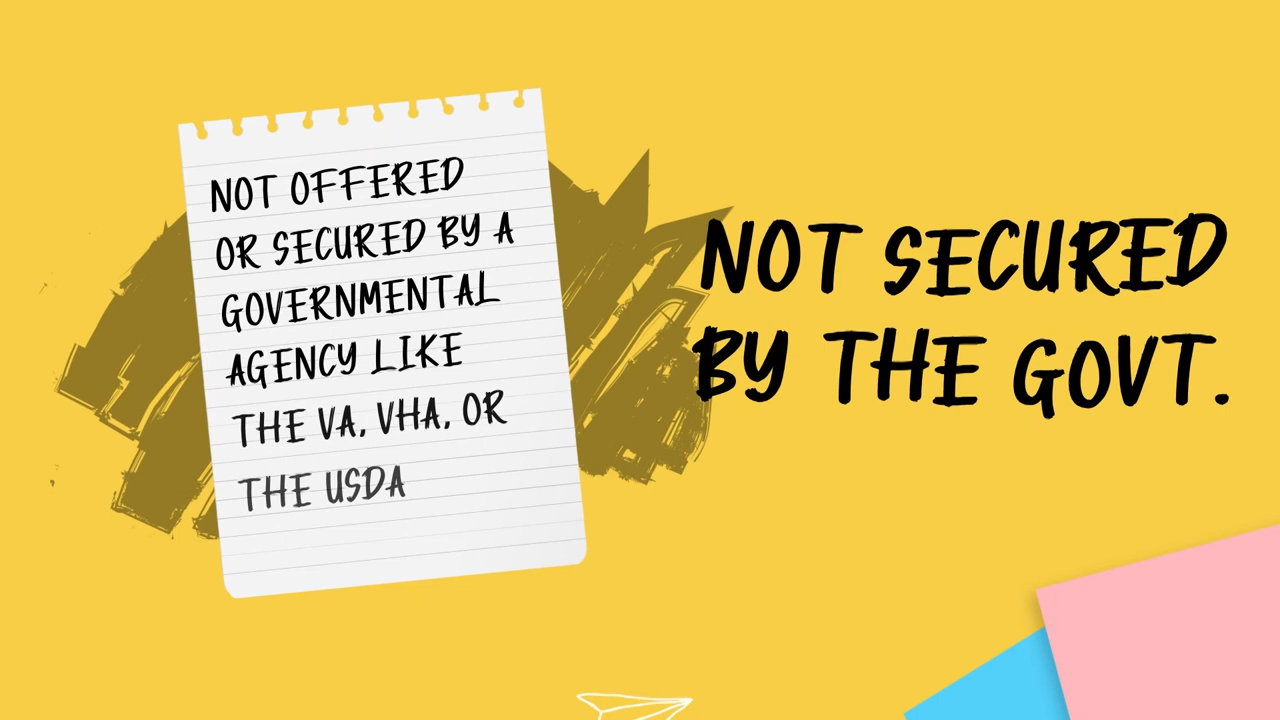 NOT OFFERED
OR SECURED BY A
GOVERNMENTAL
AGENCY LIKE
THE VA, VHA, OR
THE USDA
NOT SECURED
BY THE GOVT.